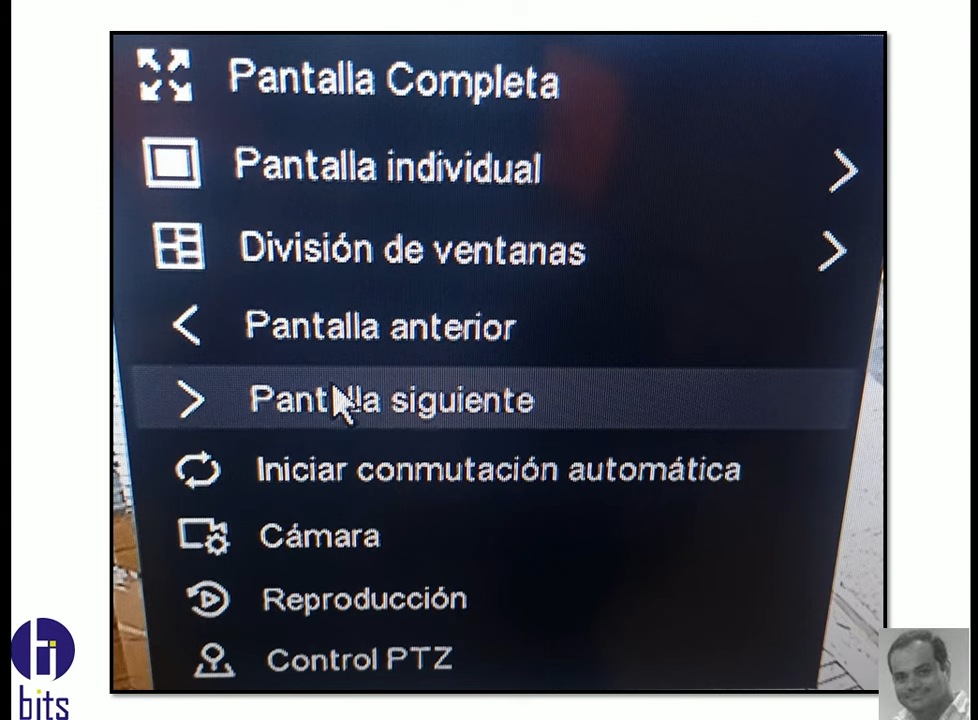 Pantalla Completa
Pantalla individual
División de ventanas
Pantalla anterior
Pantalla siguiente
Iniciar conmutación automática
Cámara
Reproducción
Control PTZ
bits